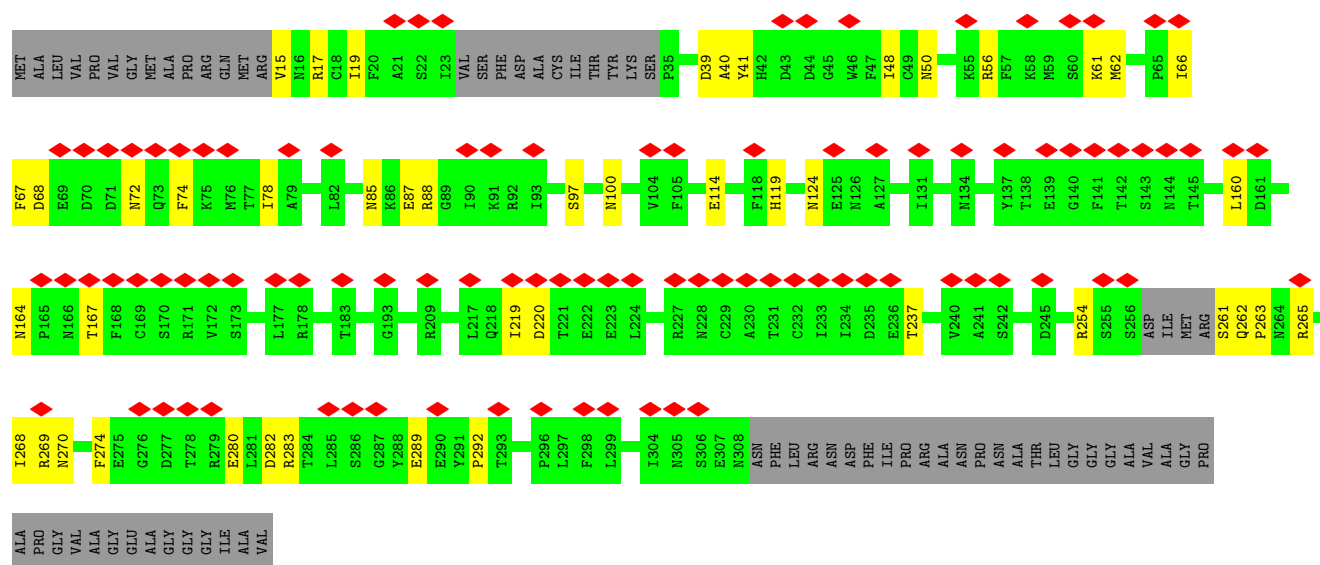 MET ALA LEU VAL PRO VAL GLY MET ALA PRO ARG GLN MET ARG V15 N16 R17 C18 I19 F20 A21 S22 I23 VAL SER PHE ASP ALA CYS ILE THR TYR LYS SER P35 D39 A40 Y41 H42 D43 D44 G45 W46 F47 I48 C49 N50 K55 R56 F57 K58 M59 S60 K61 M62 P65 I66
F67 D68 E69 D70 D71 N72 Q73 F74 K75 M76 T77 I78 A79 L82 N85 K86 E87 R88 G89 I90 K91 R92 I93 S97 N100 V104 F105 E114 F118 H119 N124 E125 N126 A127 I131 N134 Y137 T138 E139 G140 F141 T142 S143 N144 T145 L160 D161
N164 P165 N166 T167 F168 C169 S170 R171 V172 S173 L177 R178 T183 G193 R209 L217 Q218 I219 D220 T221 E222 E223 L224 R227 N228 C229 A230 T231 C232 I233 I234 D235 E236 T237 V240 A241 S242 D245 R254 S255 S256 ASP ILE MET ARG S261 Q262 P263 N264 R265
I268 R269 N270 F274 E275 G276 D277 T278 R279 E280 L281 D282 R283 T284 L285 S286 G287 Y288 E289 E290 Y291 P292 T293 P296 L297 F298 L299 I304 N305 S306 E307 N308 ASN PHE LEU ARG ASN ASP PHE ILE PRO ARG ALA ASN PRO ASN ALA THR LEU GLY GLY GLY ALA VAL ALA GLY PRO
ALA PRO GLY VAL ALA GLY GLU ALA GLY GLY GLY ILE ALA VAL